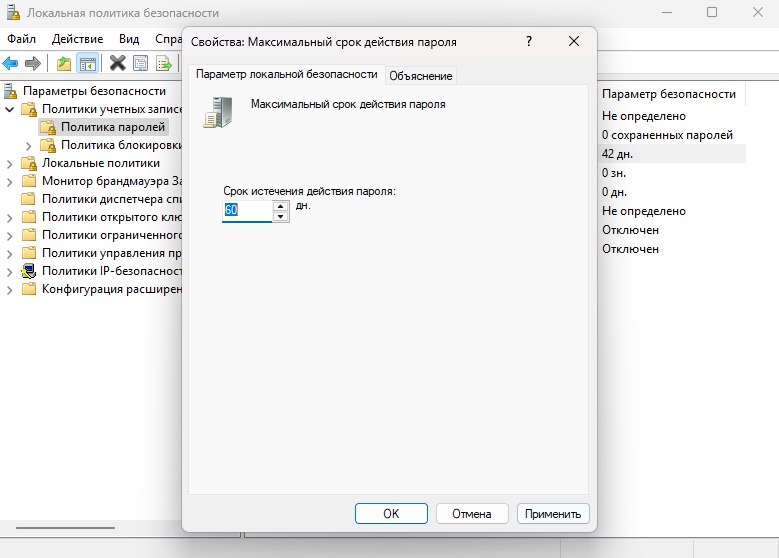 Локальная политика безопасности
Файл Действие Вид Спра
Параметры безопасности
Политики учетных записе
Политика паролей
Политика блокировки
Локальные политики
Монитор брандмауэра За
Политики диспетчера спи
Политики открытого клю
Политики ограниченного
Политики управления пр
Политики IP-безопасност
Конфигурация расширен
Свойства: Максимальный срок действия пароля
?
Параметр локальной безопасности Объяснение
Максимальный срок действия пароля
Срок истечения действия пароля:
60 дн.
OK Отмена Применить
Параметр безопасности
Не определено
0 сохраненных паролей
42 дн.
0 зн.
0 дн.
Не определено
Отключен
Отключен